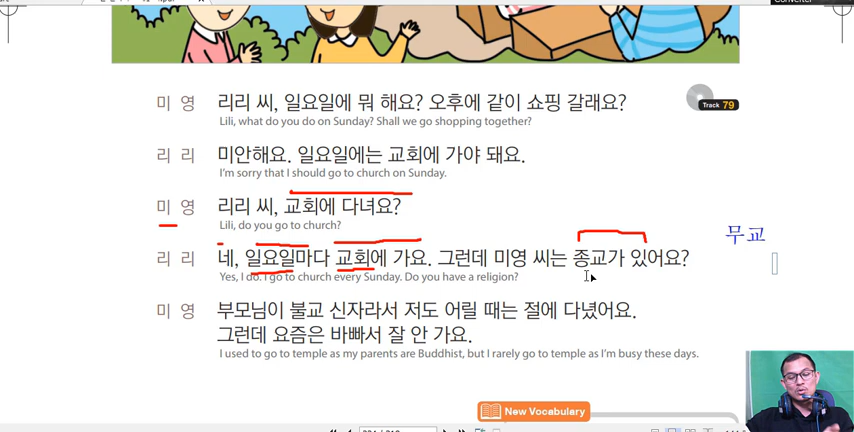 Track 79
미 영 리리 씨, 일요일에 뭐 해요? 오후에 같이 쇼핑 갈래요?
Lili, what do you do on Sunday? Shall we go shopping together?
리 리 미안해요. 일요일에는 교회에 가야 돼요.
I'm sorry that I should go to church on Sunday.
미 영 리리 씨, 교회에 다녀요?
Lili, do you go to church?
무교
리 리 네, 일요일마다 교회에 가요. 그런데 미영 씨는 종교가 있어요?
Yes, I do. I go to church every Sunday. Do you have a religion?
미 영 부모님이 불교 신자라서 저도 어릴 때는 절에 다녔어요.
그런데 요즘은 바빠서 잘 안 가요.
I used to go to temple as my parents are Buddhist, but I rarely go to temple as I'm busy these days.
New Vocabulary